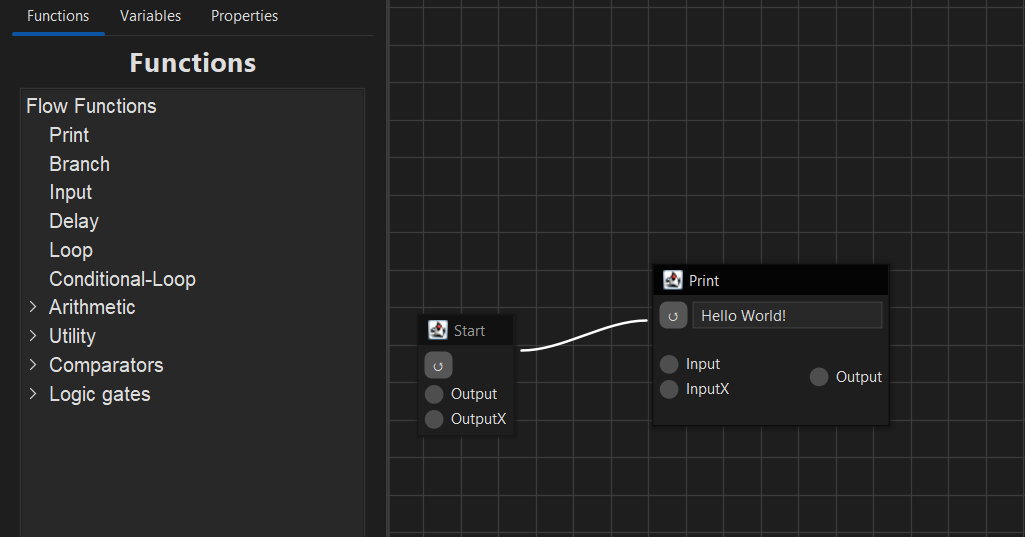 Functions Variables Properties
Functions
Flow Functions
Print
Branch
Input
Delay
Loop
Conditional-Loop
Arithmetic
Utility
Comparators
Logic gates
Start
Output
OutputX
Print
Hello World!
Input
InputX
Output